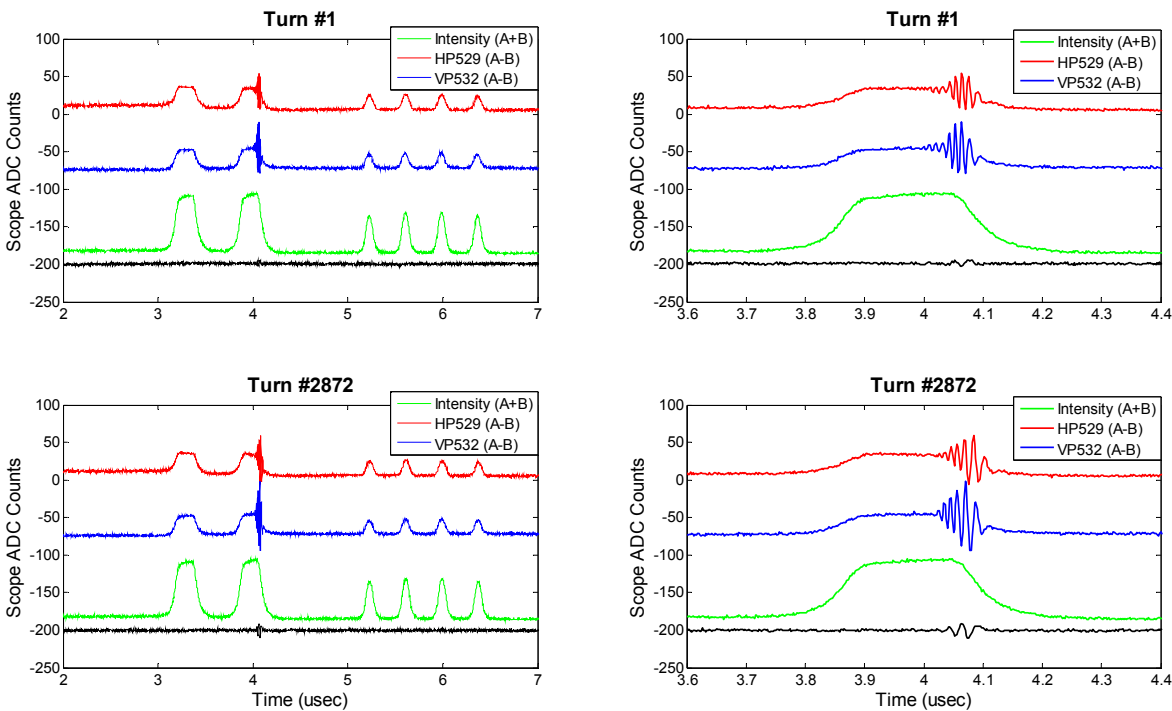 Turn #1
Scope ADC Counts
100
50
0
-50
-100
-150
-200
-250
2
3
4
5
6
7
Intensity (A+B)
HP529 (A-B)
VP532 (A-B)
Turn #1
Scope ADC Counts
100
50
0
-50
-100
-150
-200
-250
3.6
3.7
3.8
3.9
4
4.1
4.2
4.3
4.4
Intensity (A+B)
HP529 (A-B)
VP532 (A-B)
Turn #2872
Scope ADC Counts
100
50
0
-50
-100
-150
-200
-250
2
3
4
5
6
7
Time (usec)
Intensity (A+B)
HP529 (A-B)
VP532 (A-B)
Turn #2872
Scope ADC Counts
100
50
0
-50
-100
-150
-200
-250
3.6
3.7
3.8
3.9
4
4.1
4.2
4.3
4.4
Time (usec)
Intensity (A+B)
HP529 (A-B)
VP532 (A-B)